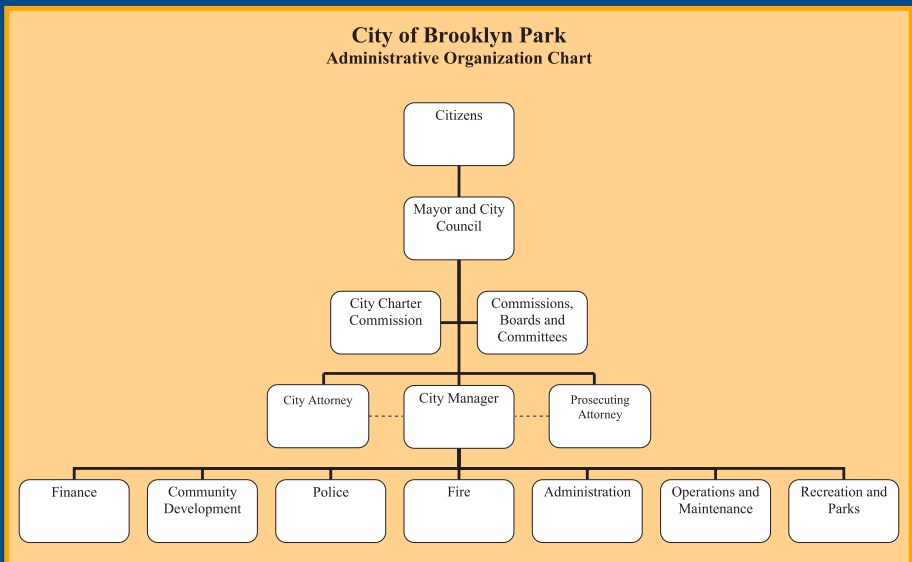 City of Brooklyn Park
Administrative Organization Chart
Citizens
Mayor and City
Council
City Charter
Commission
Commissions,
Boards and
Committees
City Attorney
City Manager
Prosecuting
Attorney
Finance
Community
Development
Police
Fire
Administration
Operations and
Maintenance
Recreation and
Parks